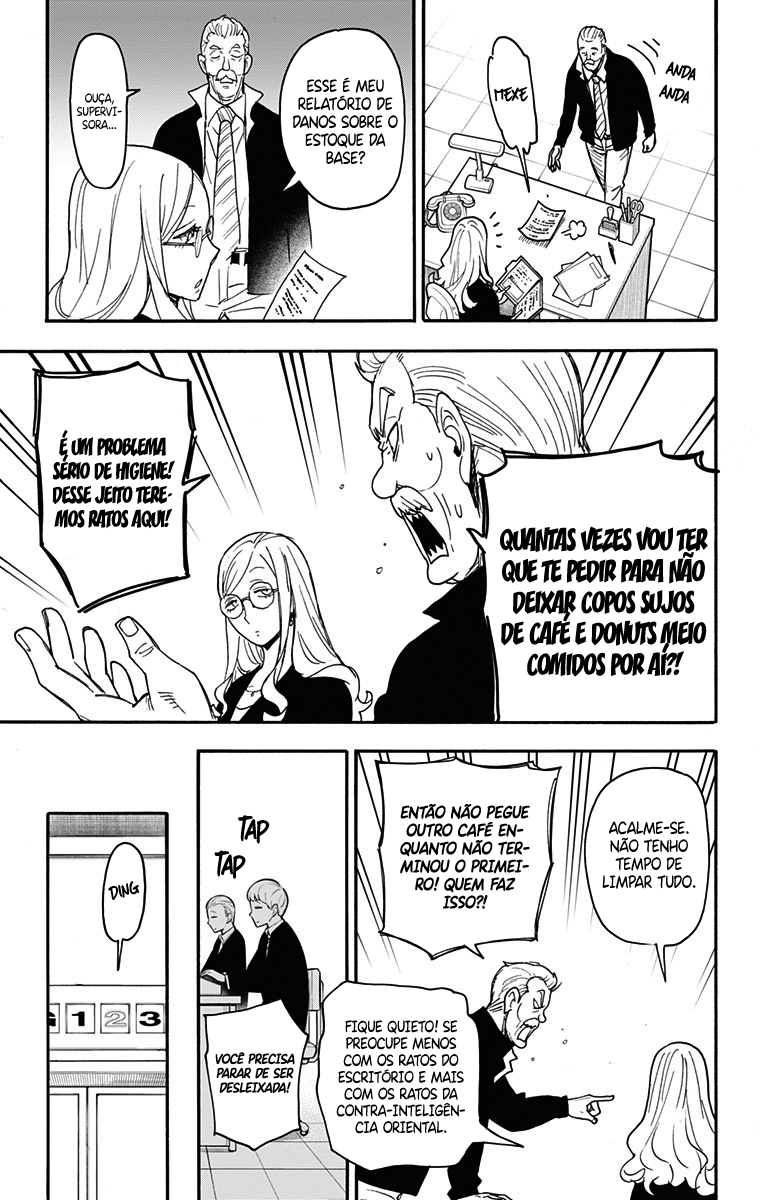 ANDA
ANDA
MEXE
ESSE É MEU
RELATÓRIO DE
DANOS SOBRE O
ESTOQUE DA
BASE?
OUÇA,
SUPERVI-
SORA...
QUANTAS VEZES VOU TER
QUE TE PEDIR PARA NÃO
DEIXAR COPOS SUJOS
DE CAFÉ E DONUTS MEIO
COMIDOS POR AÍ?!
É UM PROBLEMA
SÉRIO DE HIGIENE!
DESSE JEITO TERE-
MOS RATOS AQUI!
ACALME-SE.
NÃO TENHO
TEMPO DE
LIMPAR TUDO.
ENTÃO NÃO PEGUE
OUTRO CAFÉ EN-
QUANTO NÃO TER-
MINOU O PRIMEI-
RO! QUEM FAZ
ISSO?!
FIQUE QUIETO! SE
PREOCUPE MENOS
COM OS RATOS DO
ESCRITÓRIO E MAIS
COM OS RATOS DA
CONTRA-INTELIGÊN-
CIA ORIENTAL.
TAP
TAP
VOCÊ PRECISA
PARAR DE SER
DESLEIXADA!
DING
G 1 2 3